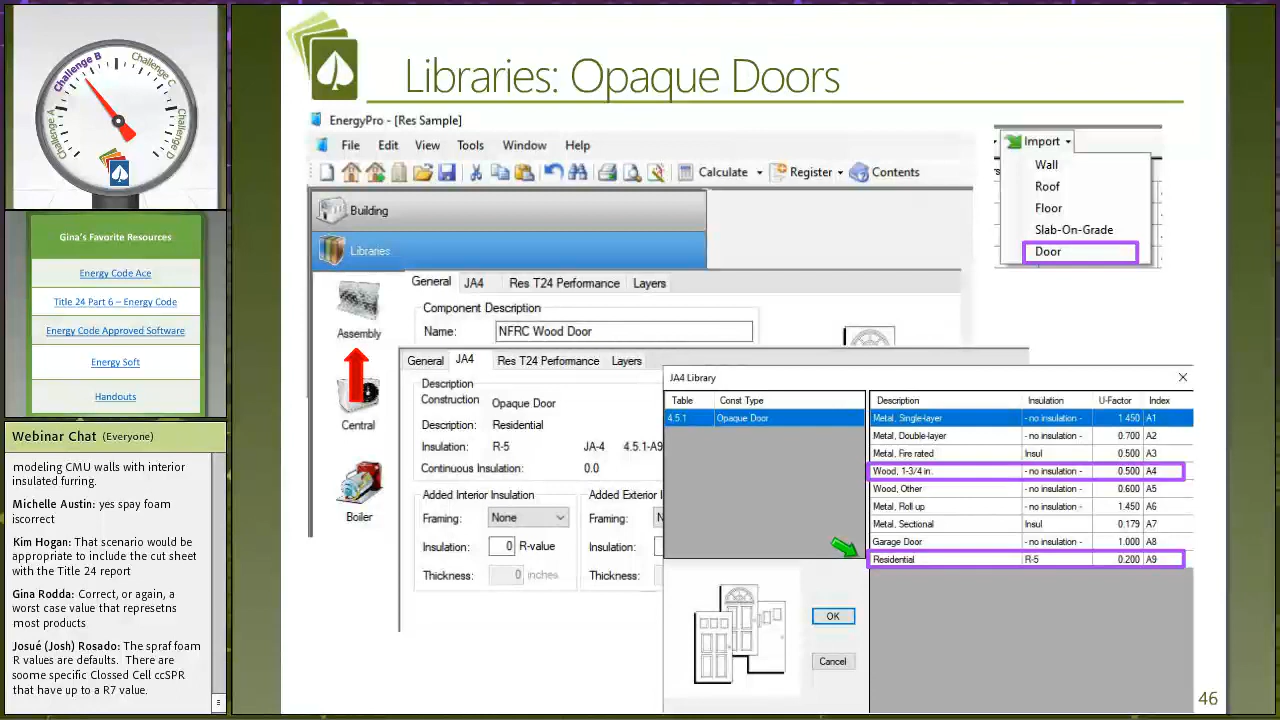 Challenge A
Challenge B
Challenge C
Challenge D
Gina's Favorite Resources
Energy Code Ace
Title 24 Part 6 – Energy Code
Energy Code Approved Software
Energy Soft
Handouts
Webinar Chat (Everyone)
modeling CMU walls with interior
insulated furring.
Michelle Austin: yes spay foam
iscorrect
Kim Hogan: That scenario would be
appropriate to include the cut sheet
with the Title 24 report
Gina Rodda: Correct, or again, a
worst case value that represetns
most products
Josué (Josh) Rosado: The spraf foam
R values are defaults.  There are
soome specific Clossed Cell ccSPR
that have up to a R7 value.
Libraries: Opaque Doors
EnergyPro - [Res Sample]
File Edit View Tools Window Help
Calculate Register Contents
Building
Libraries
Assembly
Central
Boiler
General JA4 Res T24 Performance Layers
Component Description
Name: NFRC Wood Door
General JA4 Res T24 Performance Layers
Description
Construction Opaque Door
Description: Residential
Insulation: R-5 JA-4 4.5.1-A9
Continuous Insulation: 0.0
Added Interior Insulation Added Exterior I
Framing: None Framing: N
Insulation: 0 R-value Insulation:
Thickness: 0 inches Thickness:
Import
Wall
Roof
Floor
Slab-On-Grade
Door
JA4 Library
Table Const Type
4.5.1 Opaque Door
Description Insulation U-Factor Index
Metal, Single-layer - no insulation - 1.450 A1
Metal, Double-layer - no insulation - 0.700 A2
Metal, Fire rated Insul 0.500 A3
Wood, 1-3/4 in. - no insulation - 0.500 A4
Wood, Other - no insulation - 0.600 A5
Metal, Roll up - no insulation - 1.450 A6
Metal, Sectional Insul 0.179 A7
Garage Door - no insulation - 1.000 A8
Residential R-5 0.200 A9
OK
Cancel
46